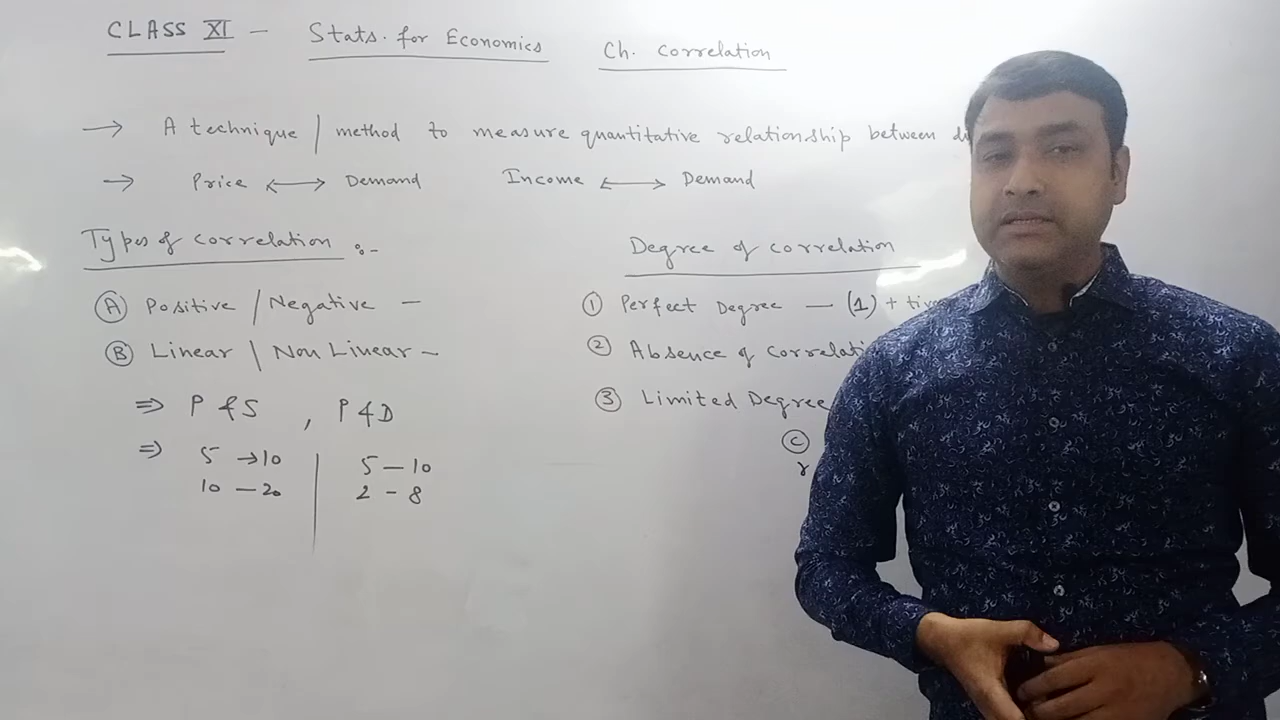 CLASS XI - Stats. for Economics Ch. Correlation
→ A technique / method to measure quantitative relationship between
→ Price ↔ Demand Income ↔ Demand
Types of correlation :-
(A) Positive / Negative -
(B) Linear / Non Linear -
⇒ P & S , P & D
⇒ 5 → 10 | 5 - 10
10 - 20 | 2 - 8
Degree of correlation
① Perfect Degree - (1) +
② Absence of
③ Limited Degree
(C)
r